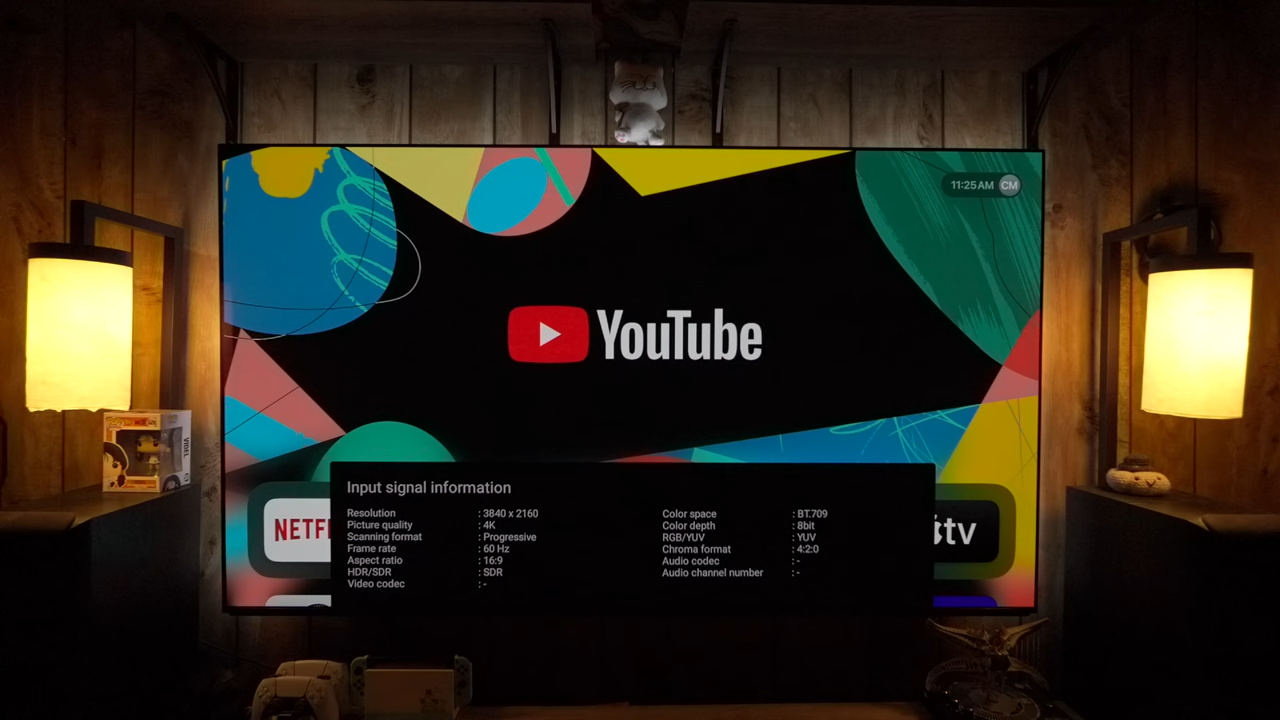 11:25 AM CM
YouTube
VIDEL
Input signal information
Resolution : 3840 x 2160
Picture quality : 4K
Scanning format : Progressive
Frame rate : 60 Hz
Aspect ratio : 16:9
HDR/SDR : SDR
Video codec : -
Color space : BT.709
Color depth : 8bit
RGB/YUV : YUV
Chroma format : 4:2:0
Audio codec : -
Audio channel number : -
NETF
tv